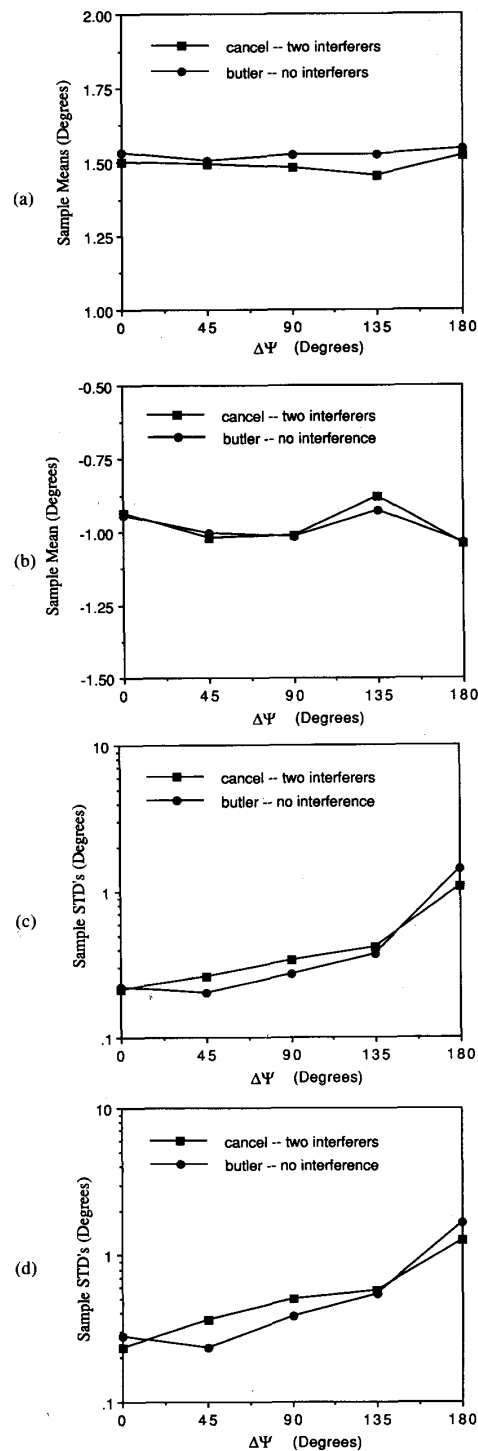 (a)
Sample Means (Degrees)
2.00
1.75
1.50
1.25
1.00
cancel -- two interferers
butler -- no interferers
0 45 90 135 180
ΔΨ (Degrees)
(b)
Sample Mean (Degrees)
-0.50
-0.75
-1.00
-1.25
-1.50
cancel -- two interferers
butler -- no interference
0 45 90 135 180
ΔΨ (Degrees)
(c)
Sample STD's (Degrees)
10
1
.1
cancel -- two interferers
butler -- no interference
0 45 90 135 180
ΔΨ (Degrees)
(d)
Sample STD's (Degrees)
10
1
.1
cancel -- two interferers
butler -- no interference
0 45 90 135 180
ΔΨ (Degrees)